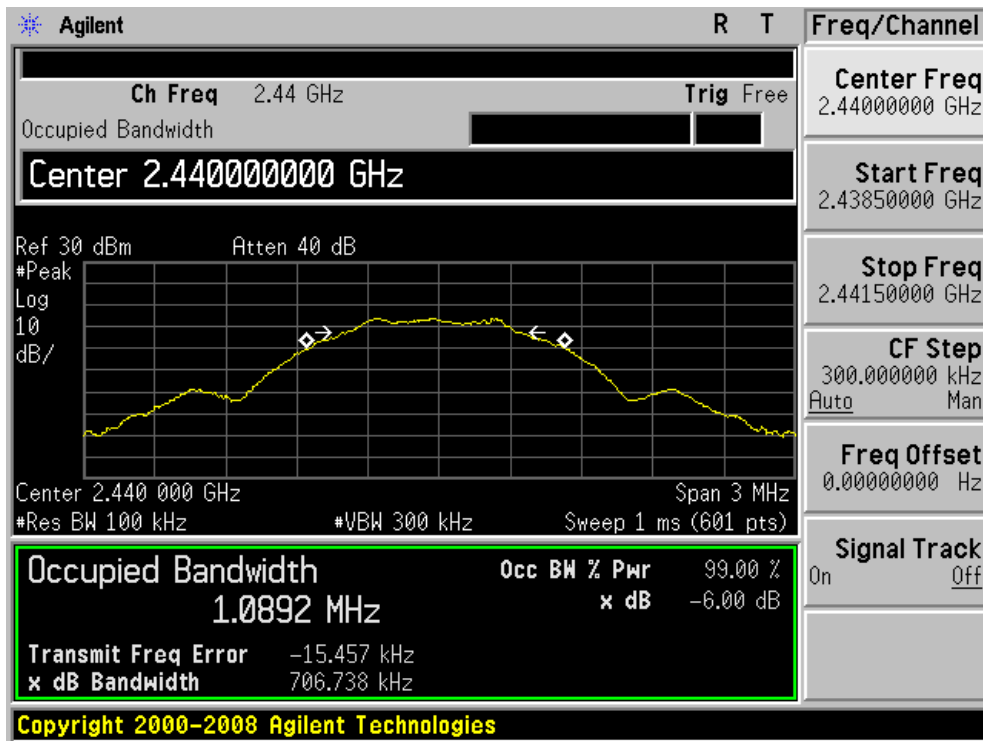 Agilent R T
Ch Freq 2.44 GHz Trig Free
Occupied Bandwidth
Center 2.440000000 GHz
Ref 30 dBm Atten 40 dB
#Peak
Log
10
dB/
Center 2.440 000 GHz Span 3 MHz
#Res BW 100 kHz #VBW 300 kHz Sweep 1 ms (601 pts)
Occupied Bandwidth Occ BW % Pwr 99.00 %
1.0892 MHz x dB -6.00 dB
Transmit Freq Error -15.457 kHz
x dB Bandwidth 706.738 kHz
Copyright 2000-2008 Agilent Technologies
Freq/Channel
Center Freq
2.44000000 GHz
Start Freq
2.43850000 GHz
Stop Freq
2.44150000 GHz
CF Step
300.000000 kHz
Auto Man
Freq Offset
0.00000000 Hz
Signal Track
On Off